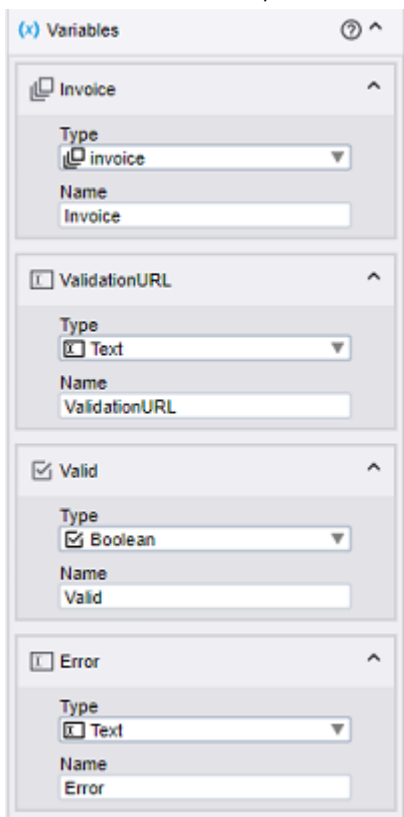 (x) Variables
Invoice
Type
invoice
Name
Invoice
ValidationURL
Type
Text
Name
ValidationURL
Valid
Type
Boolean
Name
Valid
Error
Type
Text
Name
Error